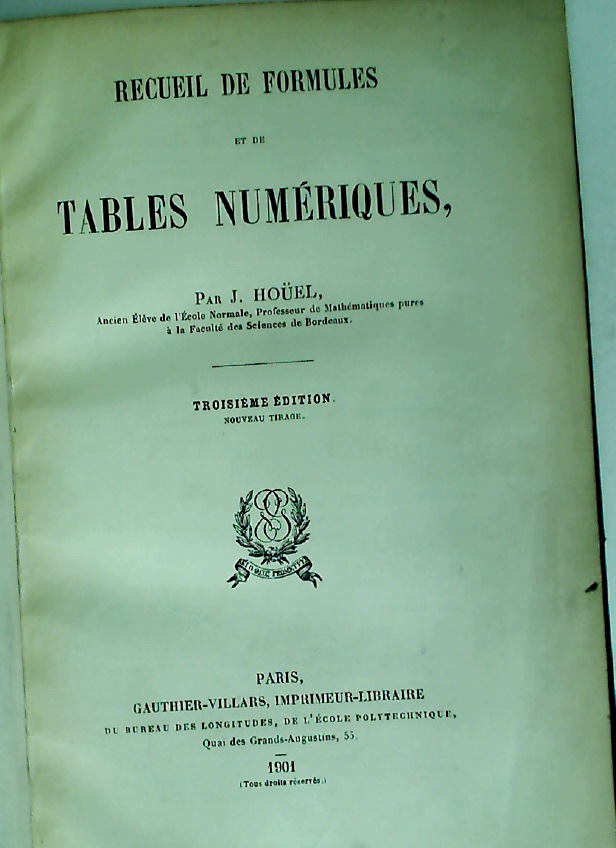 RECUEIL DE FORMULES
ET DE
TABLES NUMÉRIQUES,
PAR J. HOÜEL,
Ancien Élève de l'École Normale, Professeur de Mathématiques pures
à la Faculté des Sciences de Bordeaux.
TROISIÈME ÉDITION.
NOUVEAU TIRAGE.
PARIS,
GAUTHIER-VILLARS, IMPRIMEUR-LIBRAIRE
DU BUREAU DES LONGITUDES, DE L'ÉCOLE POLYTECHNIQUE,
Quai des Grands-Augustins, 55.
1901
(Tous droits réservés.)